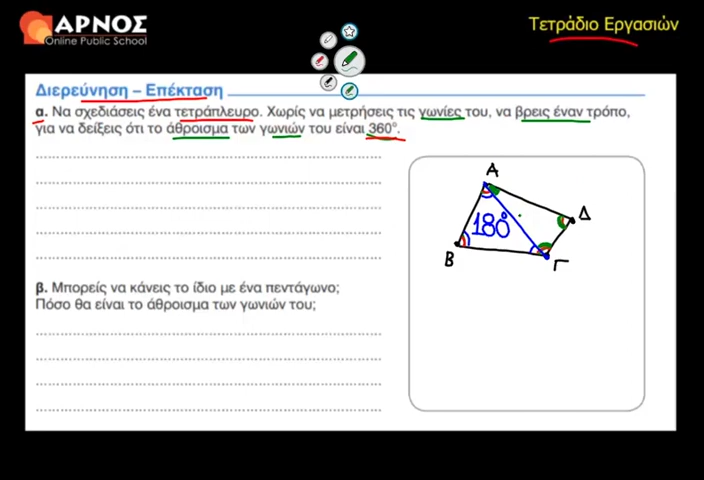 ΑΡΝΟΣ
Online Public School
Τετράδιο Εργασιών
Διερεύνηση – Επέκταση
α. Να σχεδιάσεις ένα τετράπλευρο. Χωρίς να μετρήσεις τις γωνίες του, να βρεις έναν τρόπο,
για να δείξεις ότι το άθροισμα των γωνιών του είναι 360°.
Α
Δ
180°
Β
Γ
β. Μπορείς να κάνεις το ίδιο με ένα πεντάγωνο;
Πόσο θα είναι το άθροισμα των γωνιών του;